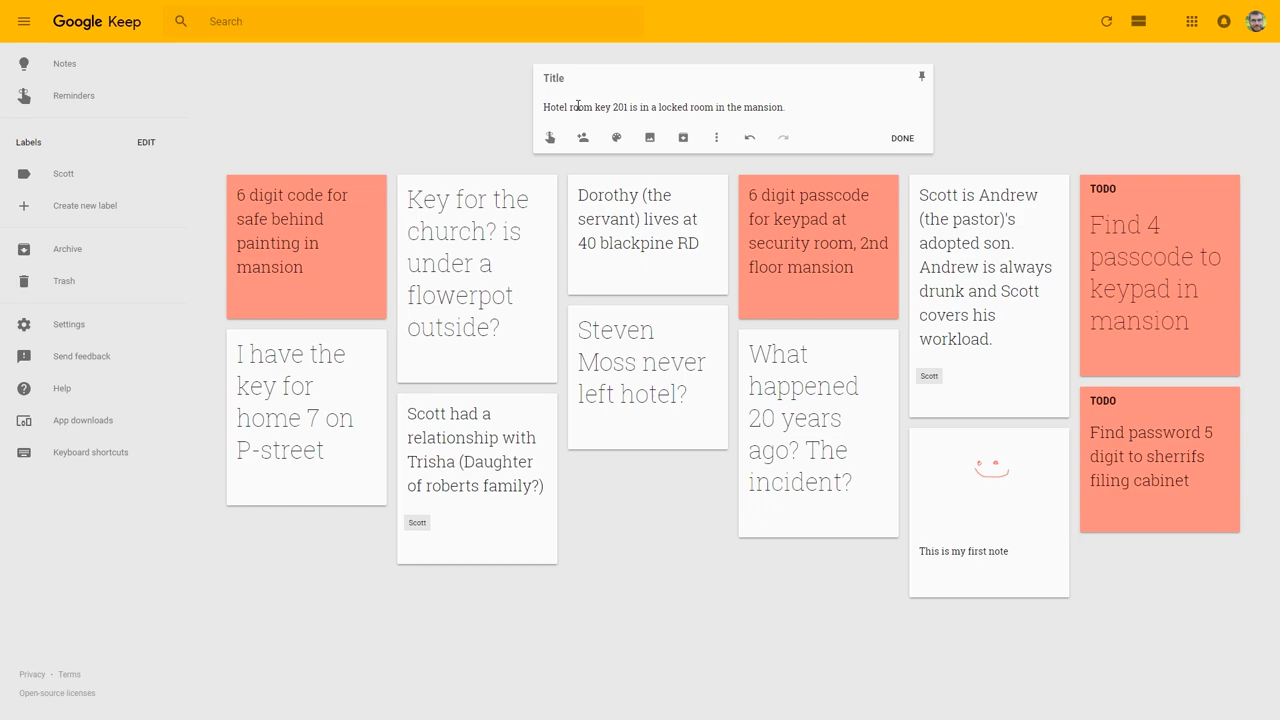 Google Keep
Search
Notes
Reminders
Labels EDIT
Scott
Create new label
Archive
Trash
Settings
Send feedback
Help
App downloads
Keyboard shortcuts
Privacy • Terms
Open-source licenses
Title
Hotel room key 201 is in a locked room in the mansion.
DONE
6 digit code for
safe behind
painting in
mansion
I have the
key for
home 7 on
P-street
Key for the
church? is
under a
flowerpot
outside?
Scott had a
relationship with
Trisha (Daughter
of roberts family?)
Scott
Dorothy (the
servant) lives at
40 blackpine RD
Steven
Moss never
left hotel?
6 digit passcode
for keypad at
security room, 2nd
floor mansion
What
happened
20 years
ago? The
incident?
Scott is Andrew
(the pastor)'s
adopted son.
Andrew is always
drunk and Scott
covers his
workload.
Scott
This is my first note
TODO
Find 4
passcode to
keypad in
mansion
TODO
Find password 5
digit to sherrifs
filing cabinet